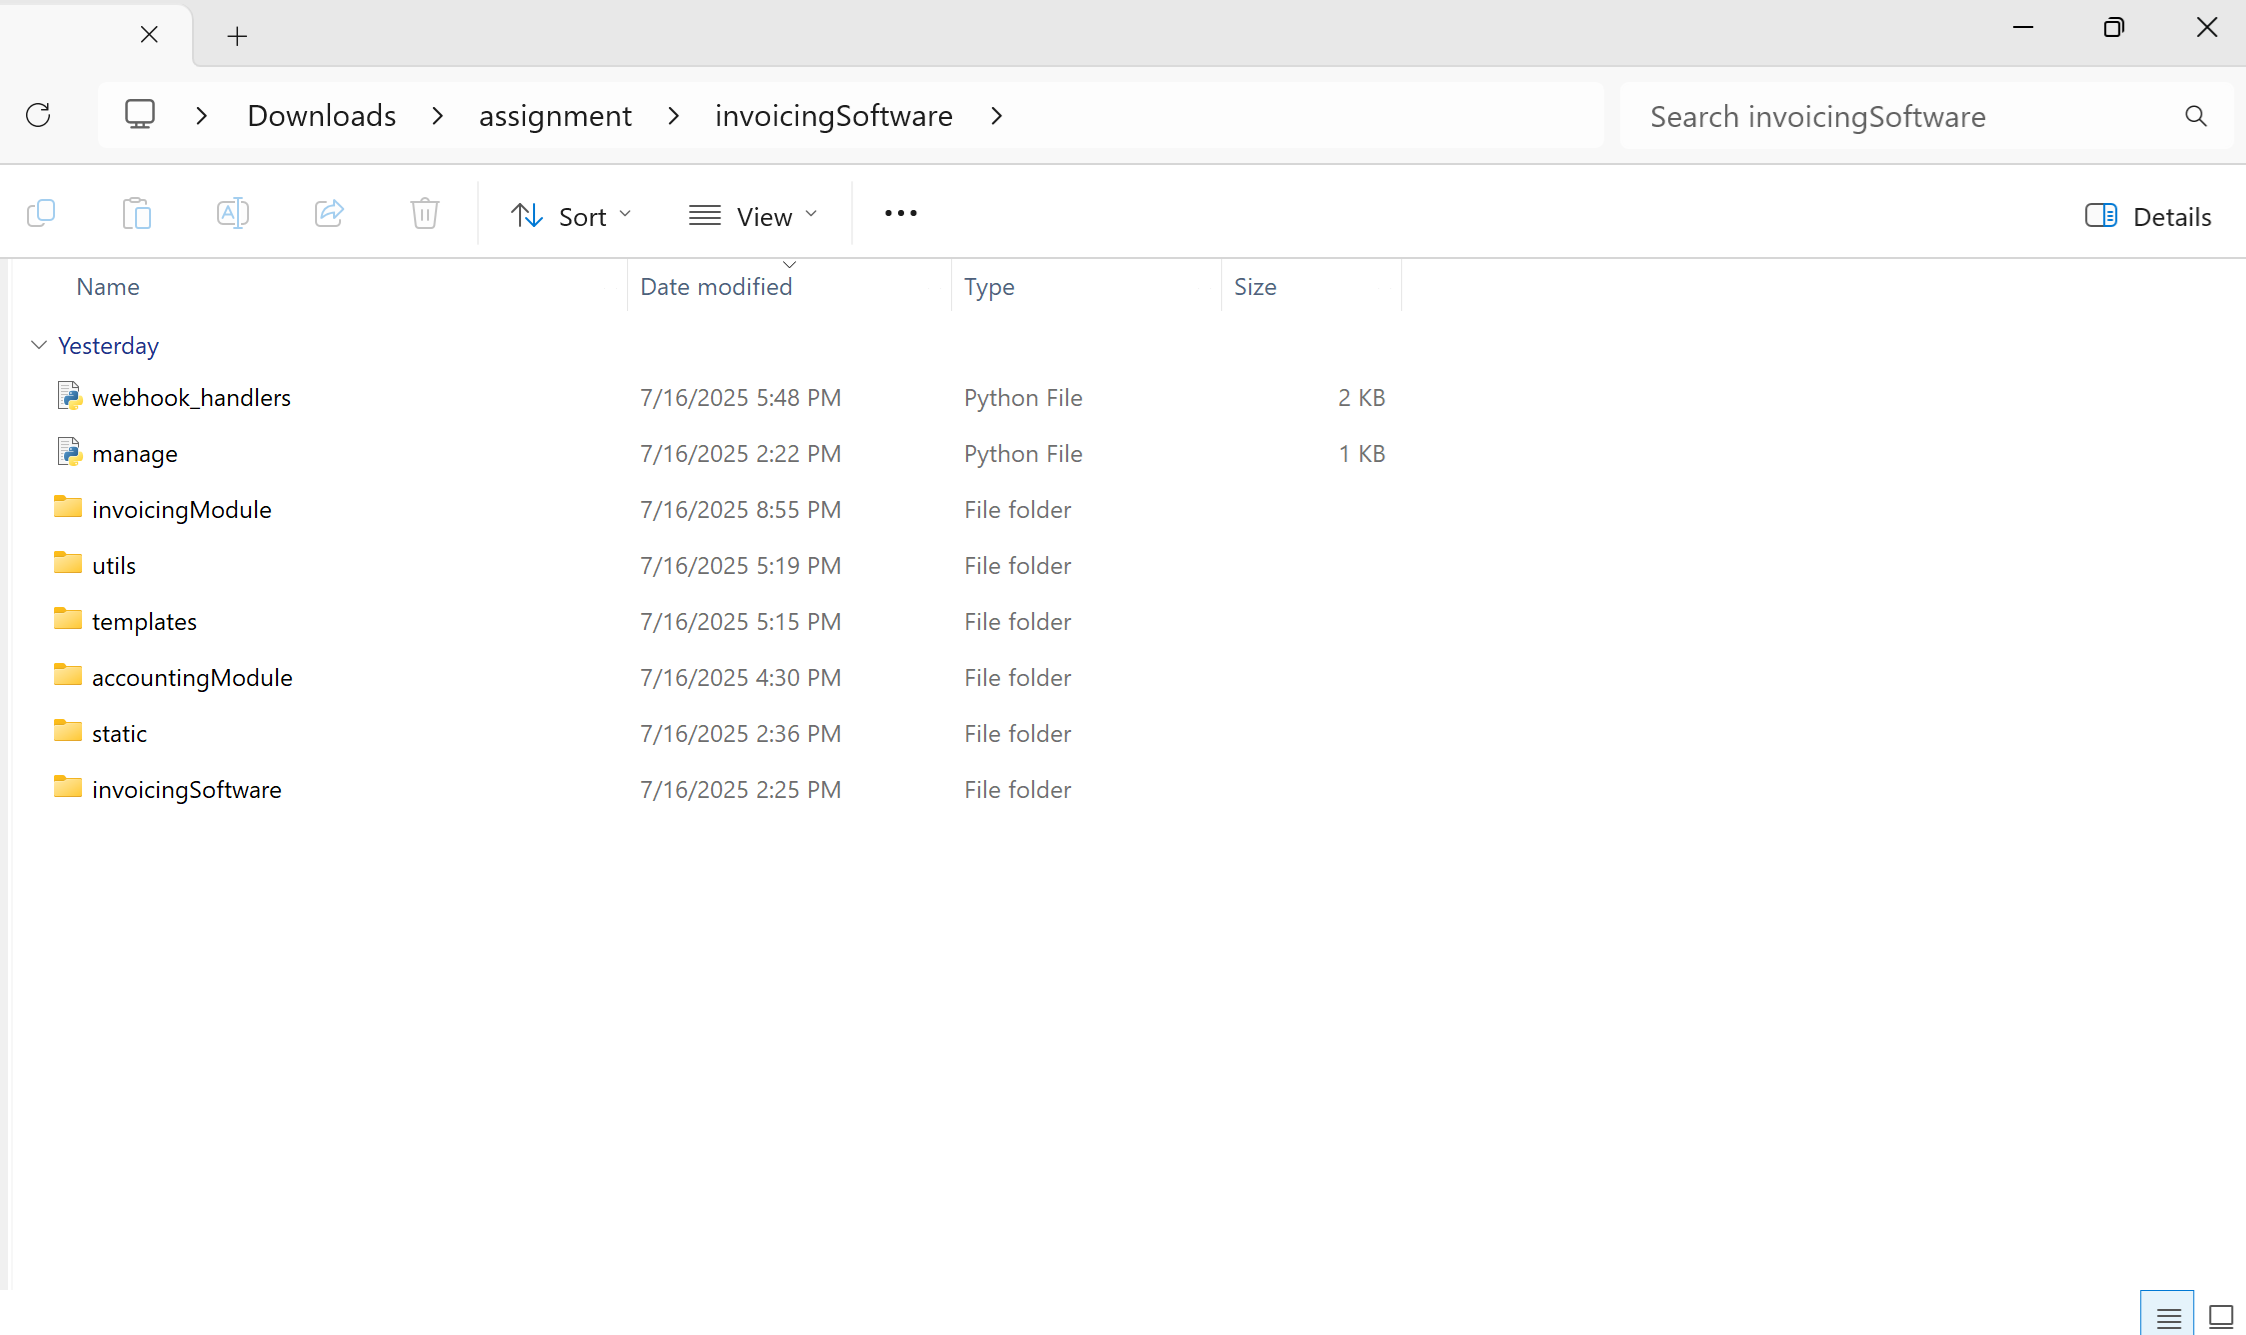 Downloads > assignment > invoicingSoftware >
Search invoicingSoftware
Sort View ••• Details
Name Date modified Type Size
Yesterday
webhook_handlers 7/16/2025 5:48 PM Python File 2 KB
manage 7/16/2025 2:22 PM Python File 1 KB
invoicingModule 7/16/2025 8:55 PM File folder
utils 7/16/2025 5:19 PM File folder
templates 7/16/2025 5:15 PM File folder
accountingModule 7/16/2025 4:30 PM File folder
static 7/16/2025 2:36 PM File folder
invoicingSoftware 7/16/2025 2:25 PM File folder